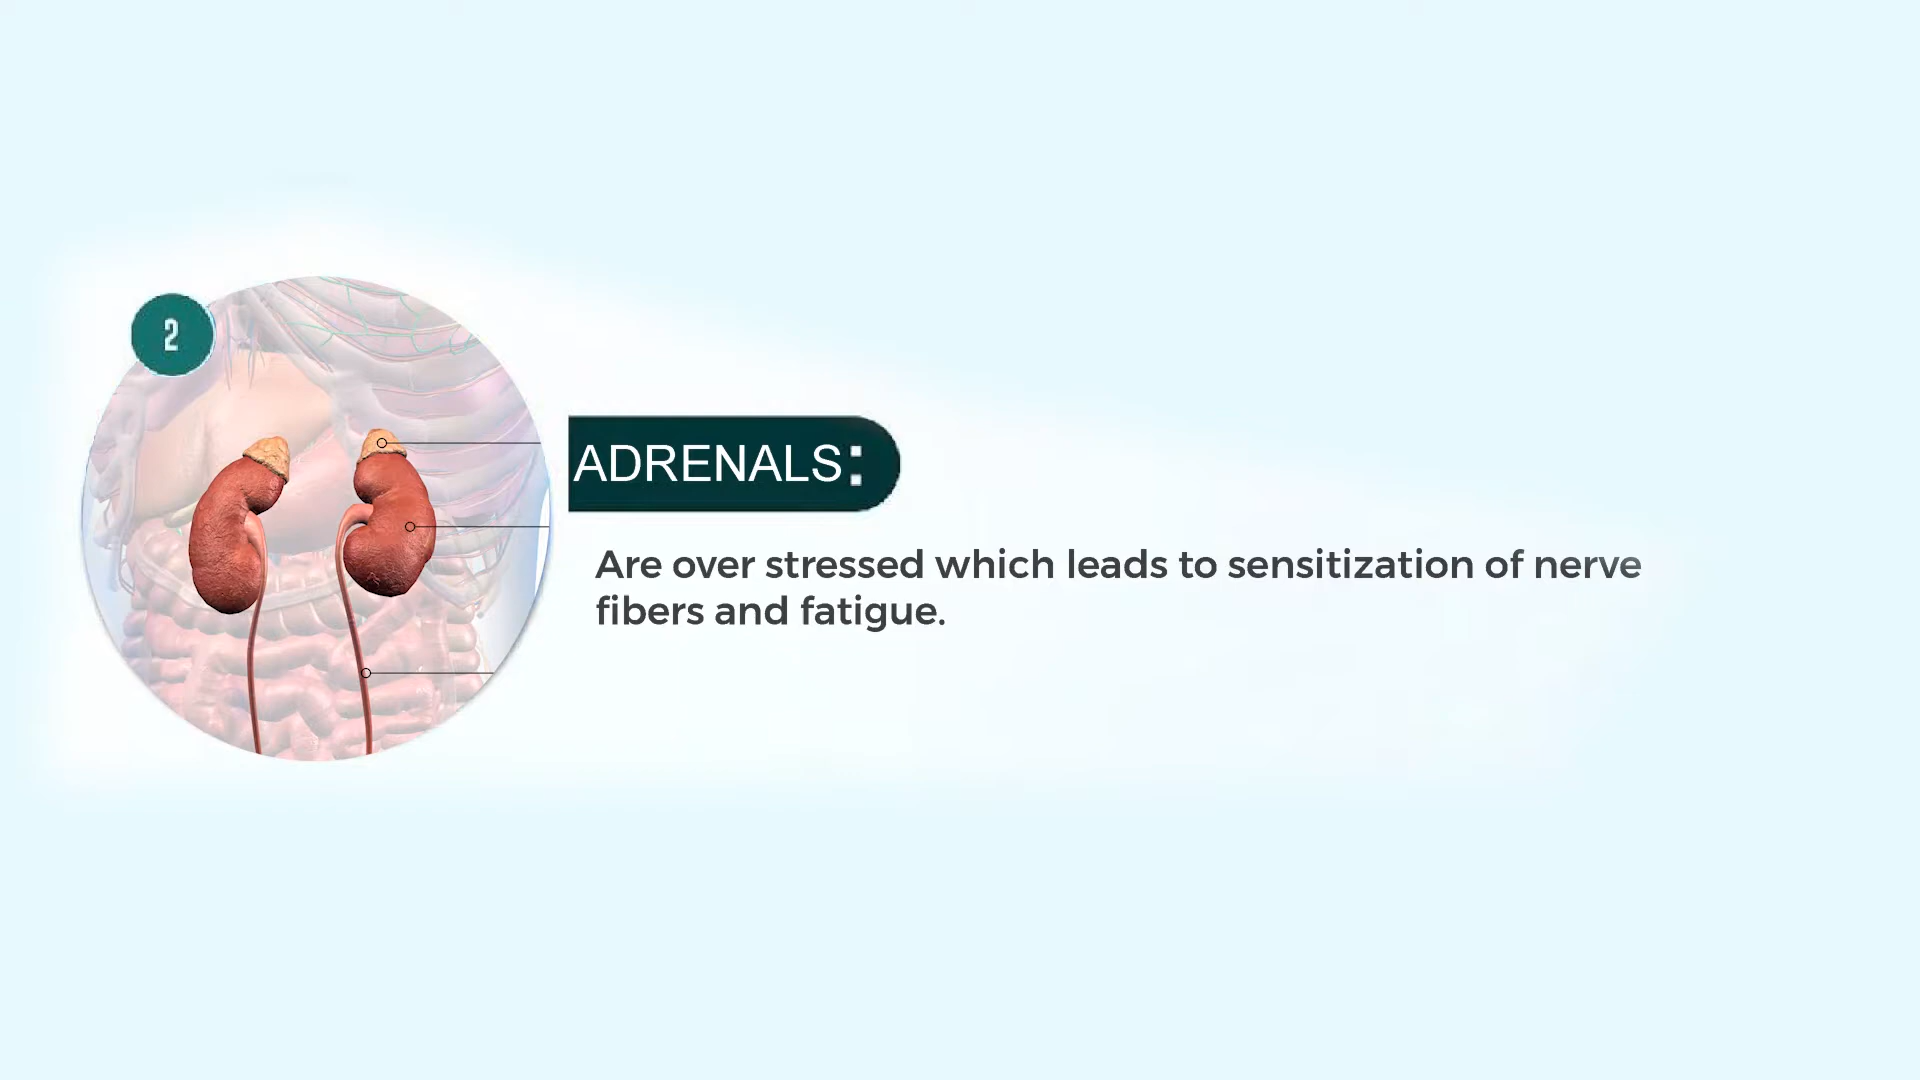 2
ADRENALS:
Are over stressed which leads to sensitization of nerve
fibers and fatigue.